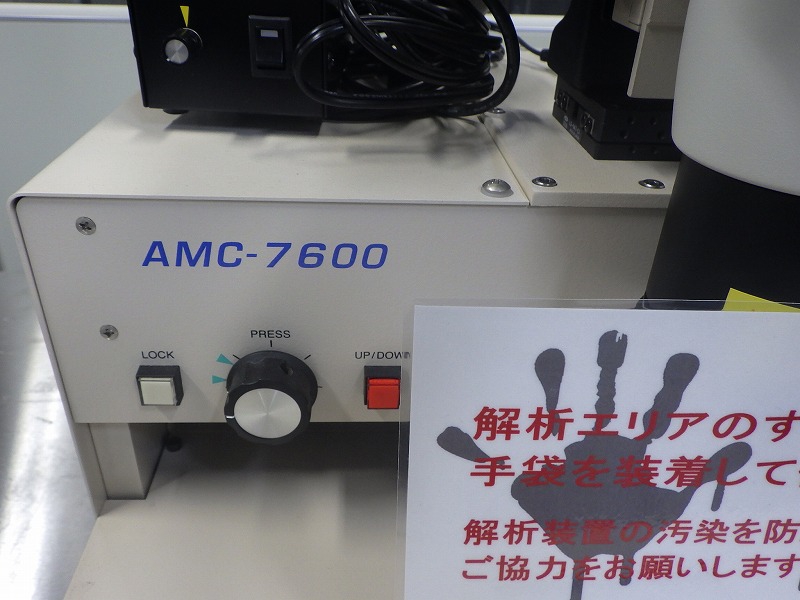 AMC-7600
PRESS
LOCK
UP/DOWN
解析エリアのす
手袋を装着して
解析装置の汚染を防
ご協力をお願いします